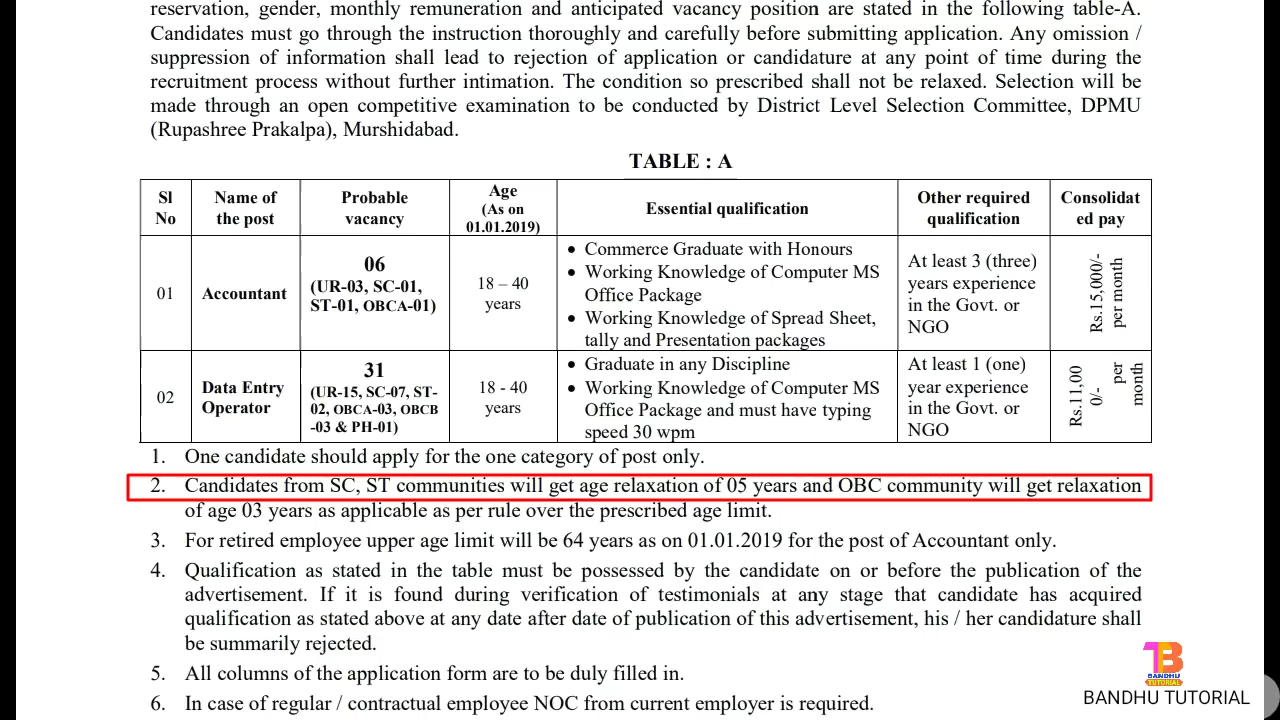 reservation, gender, monthly remuneration and anticipated vacancy position are stated in the following table-A.
Candidates must go through the instruction thoroughly and carefully before submitting application. Any omission /
suppression of information shall lead to rejection of application or candidature at any point of time during the
recruitment process without further intimation. The condition so prescribed shall not be relaxed. Selection will be
made through an open competitive examination to be conducted by District Level Selection Committee, DPMU
(Rupashree Prakalpa), Murshidabad.
TABLE : A
Sl
No
Name of
the post
Probable
vacancy
Age
(As on
01.01.2019)
Essential qualification
Other required
qualification
Consolidat
ed pay
01
Accountant
06
(UR-03, SC-01,
ST-01, OBCA-01)
18 – 40
years
• Commerce Graduate with Honours
• Working Knowledge of Computer MS
Office Package
• Working Knowledge of Spread Sheet,
tally and Presentation packages
At least 3 (three)
years experience
in the Govt. or
NGO
Rs.15,000/-
per month
02
Data Entry
Operator
31
(UR-15, SC-07, ST-
02, OBCA-03, OBCB
-03 & PH-01)
18 - 40
years
• Graduate in any Discipline
• Working Knowledge of Computer MS
Office Package and must have typing
speed 30 wpm
At least 1 (one)
year experience
in the Govt. or
NGO
Rs.11,00
0/- per
month
1. One candidate should apply for the one category of post only.
2. Candidates from SC, ST communities will get age relaxation of 05 years and OBC community will get relaxation
of age 03 years as applicable as per rule over the prescribed age limit.
3. For retired employee upper age limit will be 64 years as on 01.01.2019 for the post of Accountant only.
4. Qualification as stated in the table must be possessed by the candidate on or before the publication of the
advertisement. If it is found during verification of testimonials at any stage that candidate has acquired
qualification as stated above at any date after date of publication of this advertisement, his / her candidature shall
be summarily rejected.
5. All columns of the application form are to be duly filled in.
6. In case of regular / contractual employee NOC from current employer is required.
TB
BANDHU
TUTORIAL
BANDHU TUTORIAL